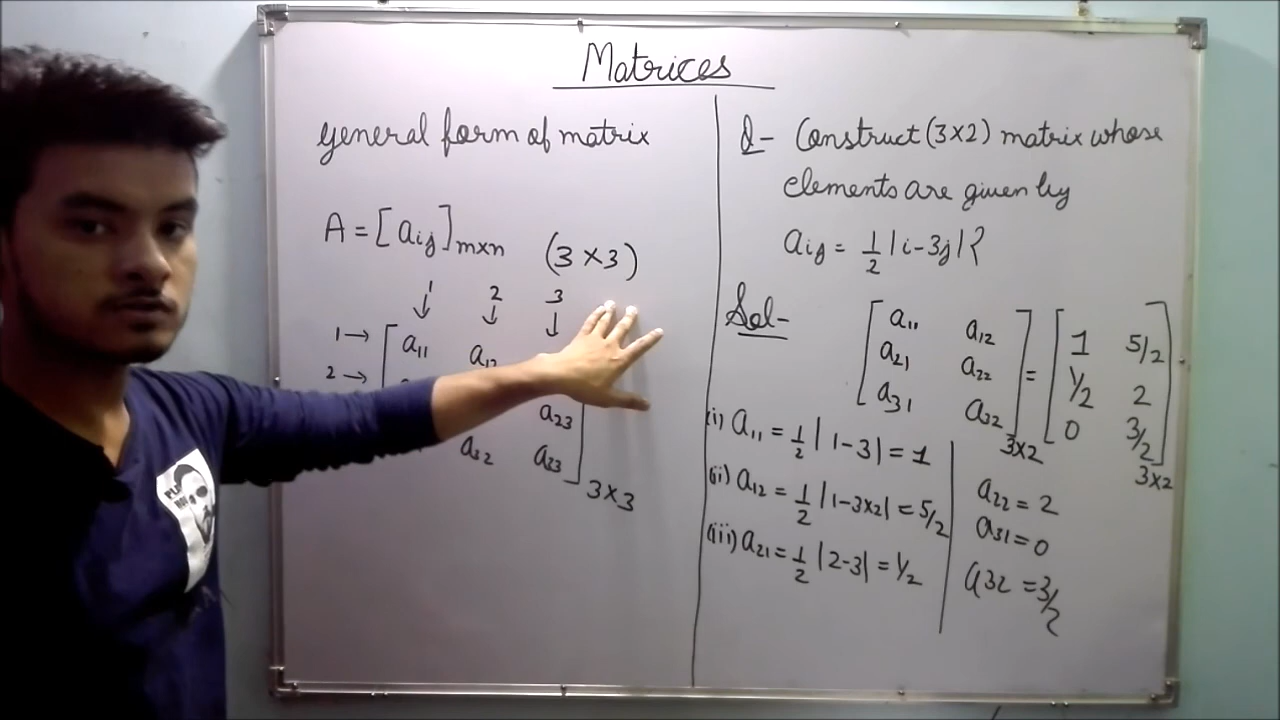 Matrices
general form of matrix
A = [aij]m×n (3×3)
1 2 3
↓ ↓ ↓
1→ [a11 a12
2→
a23
a32 a23]3×3
Q- Construct (3×2) matrix whose
elements are given by
aij = 1/2 |i-3j|?
Sol-
[a11 a12] = [1 5/2]
[a21 a22] = [1/2 2]
[a31 a32]3×2 = [0 3/2]3×2
(i) a11 = 1/2 |1-3| = 1
(ii) a12 = 1/2 |1-3×2| = 5/2
(iii) a21 = 1/2 |2-3| = 1/2
a22 = 2
a31 = 0
a32 = 3/2